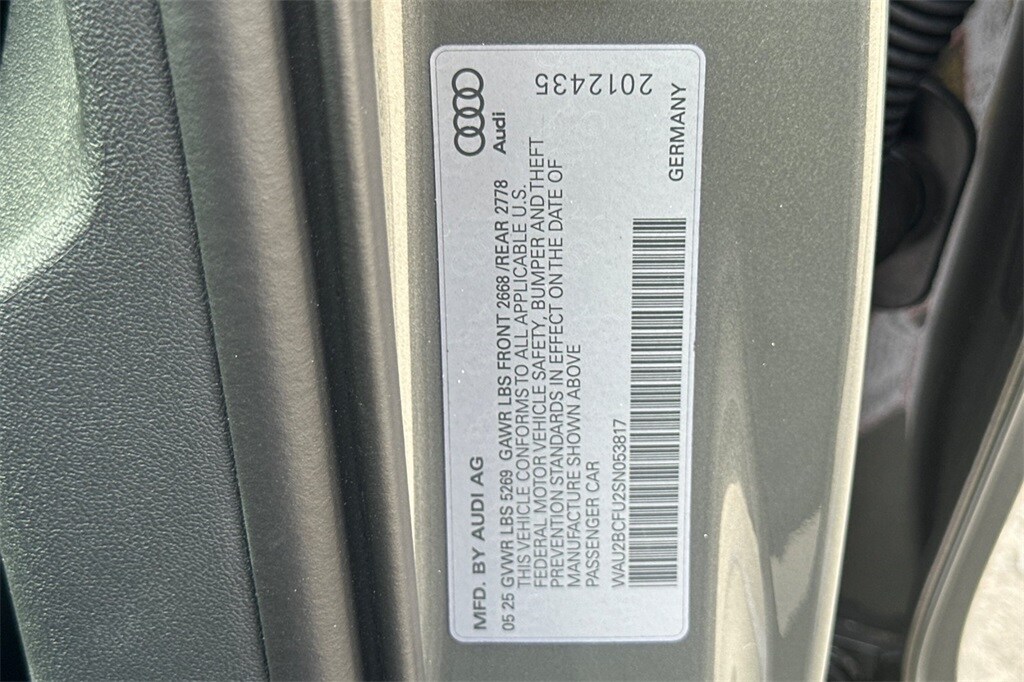 Audi
2012435
MFD. BY AUDI AG
05 25 GVWR LBS 5269 GAWR LBS FRONT 2668 /REAR 2778
THIS VEHICLE CONFORMS TO ALL APPLICABLE U.S.
FEDERAL MOTOR VEHICLE SAFETY, BUMPER AND THEFT
PREVENTION STANDARDS IN EFFECT ON THE DATE OF
MANUFACTURE SHOWN ABOVE
PASSENGER CAR
WAU2BCFU2SN053817
GERMANY